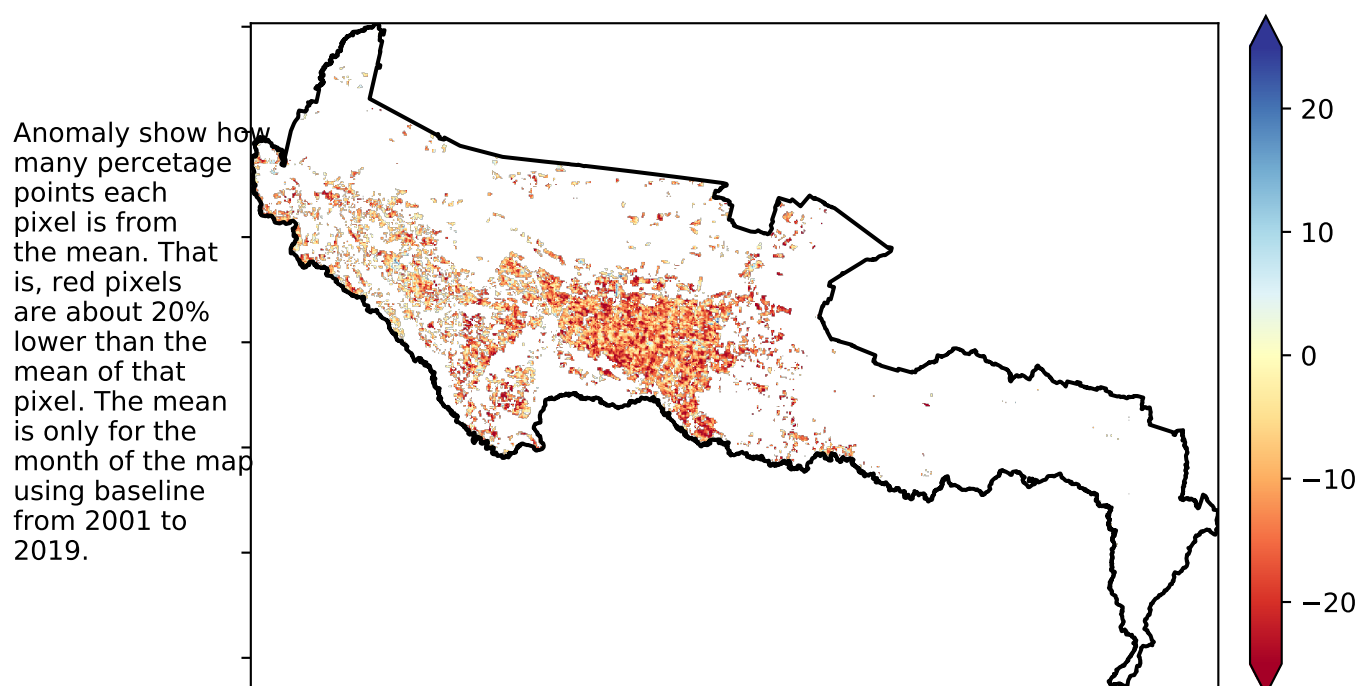 Anomaly show how
many percetage
points each
pixel is from
the mean. That
is, red pixels
are about 20%
lower than the
mean of that
pixel. The mean
is only for the
month of the map
using baseline
from 2001 to
2019.
20
10
0
−10
−20